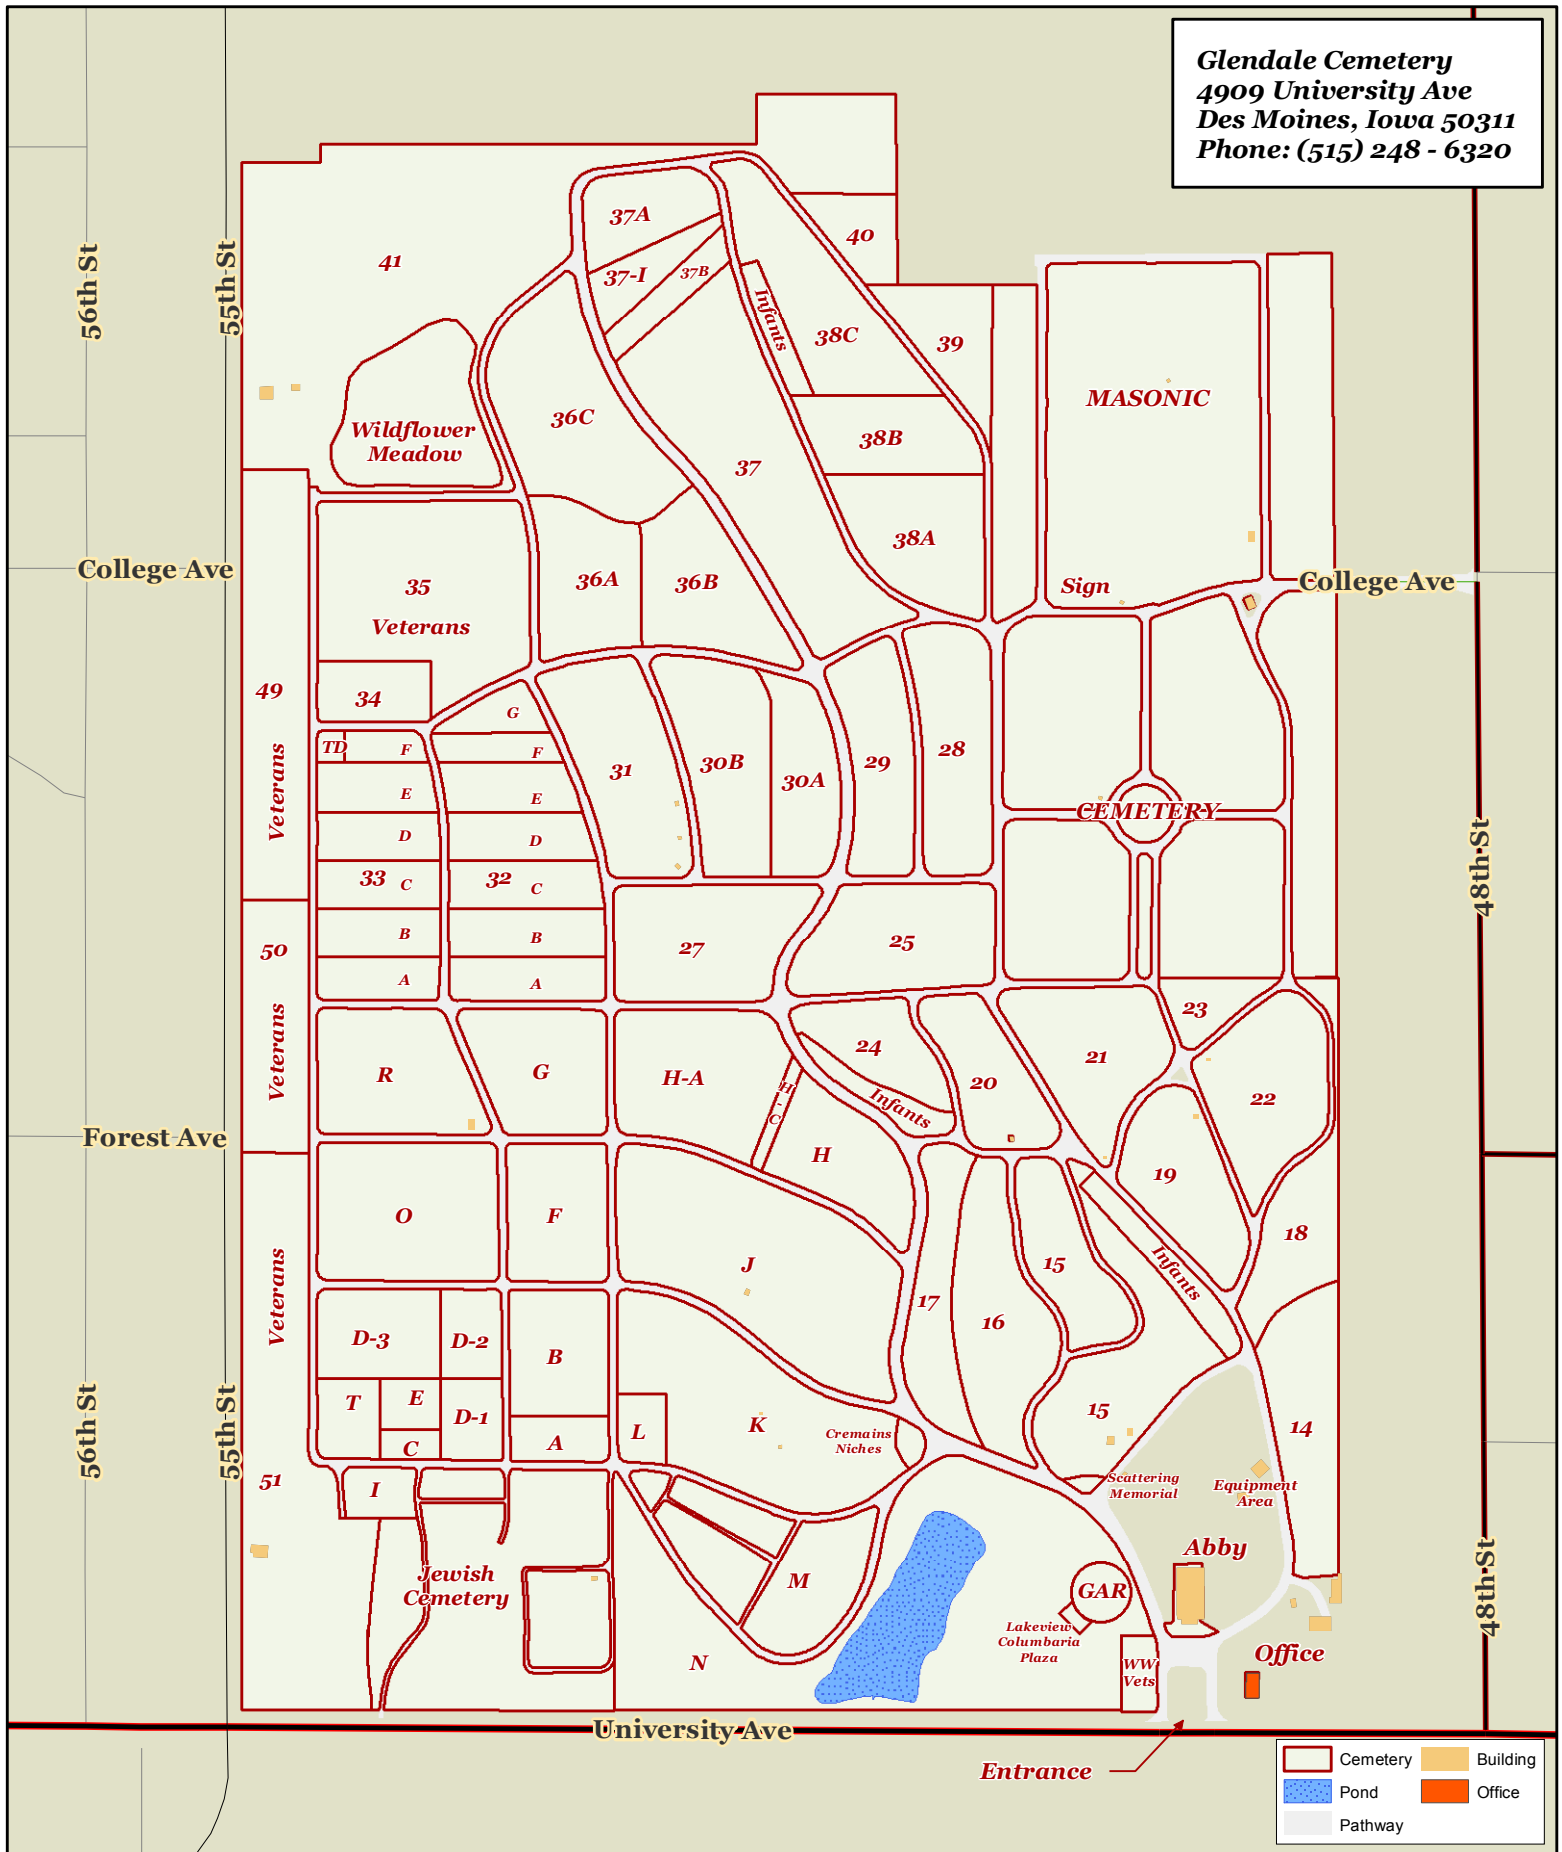 Glendale Cemetery
4909 University Ave
Des Moines, Iowa 50311
Phone: (515) 248 - 6320
56th St
55th St
41
37A
37-I
37B
Infants
40
38C
39
MASONIC
Wildflower
Meadow
36C
37
38B
38A
College Ave
35
Veterans
36A
36B
Sign
College Ave
49
Veterans
34
G
TD
F
F
E
E
D
D
33
C
32
C
B
B
A
A
31
30B
30A
29
28
CEMETERY
48th St
50
Veterans
27
25
23
R
G
H-A
H-C
24
Infants
20
21
22
Forest Ave
H
19
18
O
F
J
15
Infants
Veterans
17
16
D-3
D-2
B
T
E
D-1
C
A
L
K
Cremains
Niches
15
14
56th St
55th St
51
I
Scattering
Memorial
Equipment
Area
Jewish
Cemetery
M
GAR
Abby
48th St
Lakeview
Columbaria
Plaza
N
WW
Vets
Office
University Ave
Entrance
Cemetery
Building
Pond
Office
Pathway